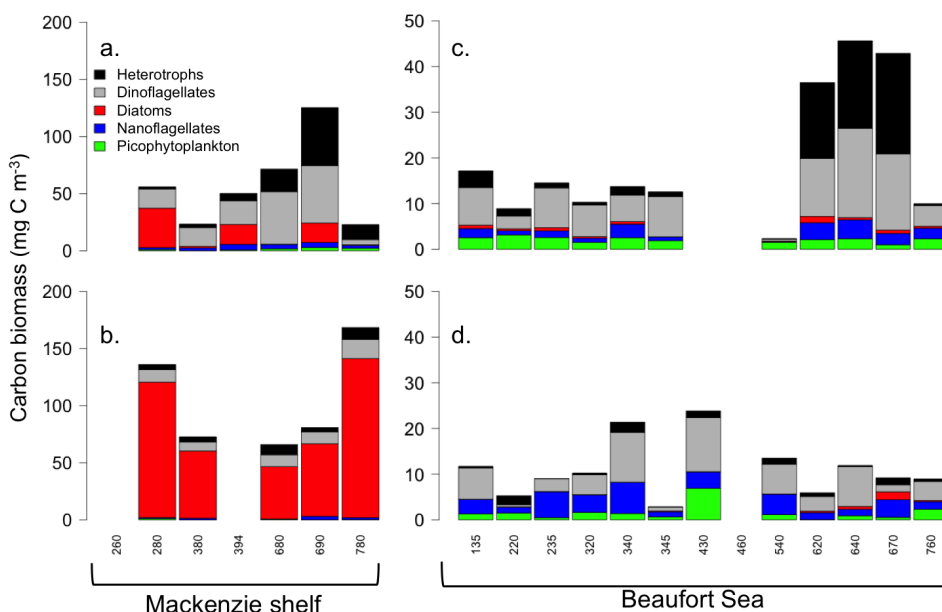 200
150
100
50
0
a.
Heterotrophs
Dinoflagellates
Diatoms
Nanoflagellates
Picophytoplankton
50
40
30
20
10
0
c.
Carbon biomass (mg C m-3)
200
150
100
50
0
b.
50
40
30
20
10
0
d.
260 280 380 394 680 690 780
135 220 235 320 340 345 430 460 540 620 640 670 760
Mackenzie shelf
Beaufort Sea